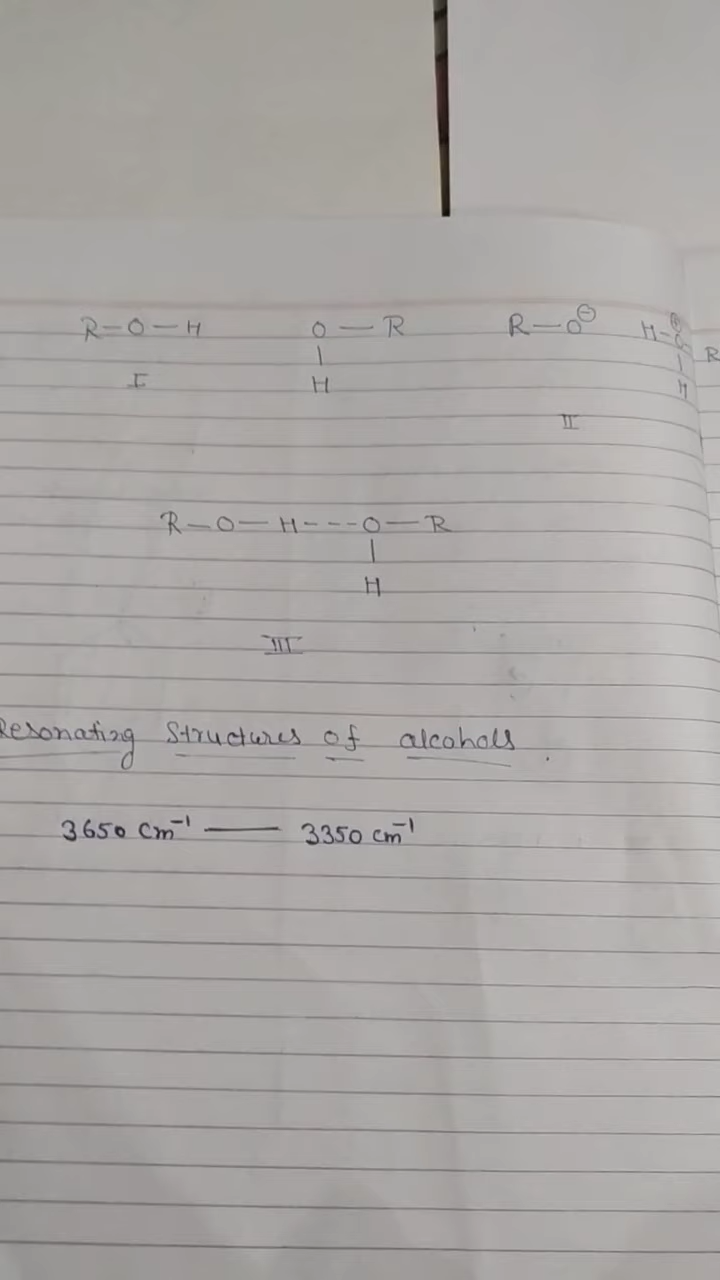 R—O—H O—R R—O⊖ H—O⊕ R
| |
I H H
II
R—O—H---O—R
|
H
III
Resonating Structures of alcohols.
3650 cm⁻¹ —— 3350 cm⁻¹